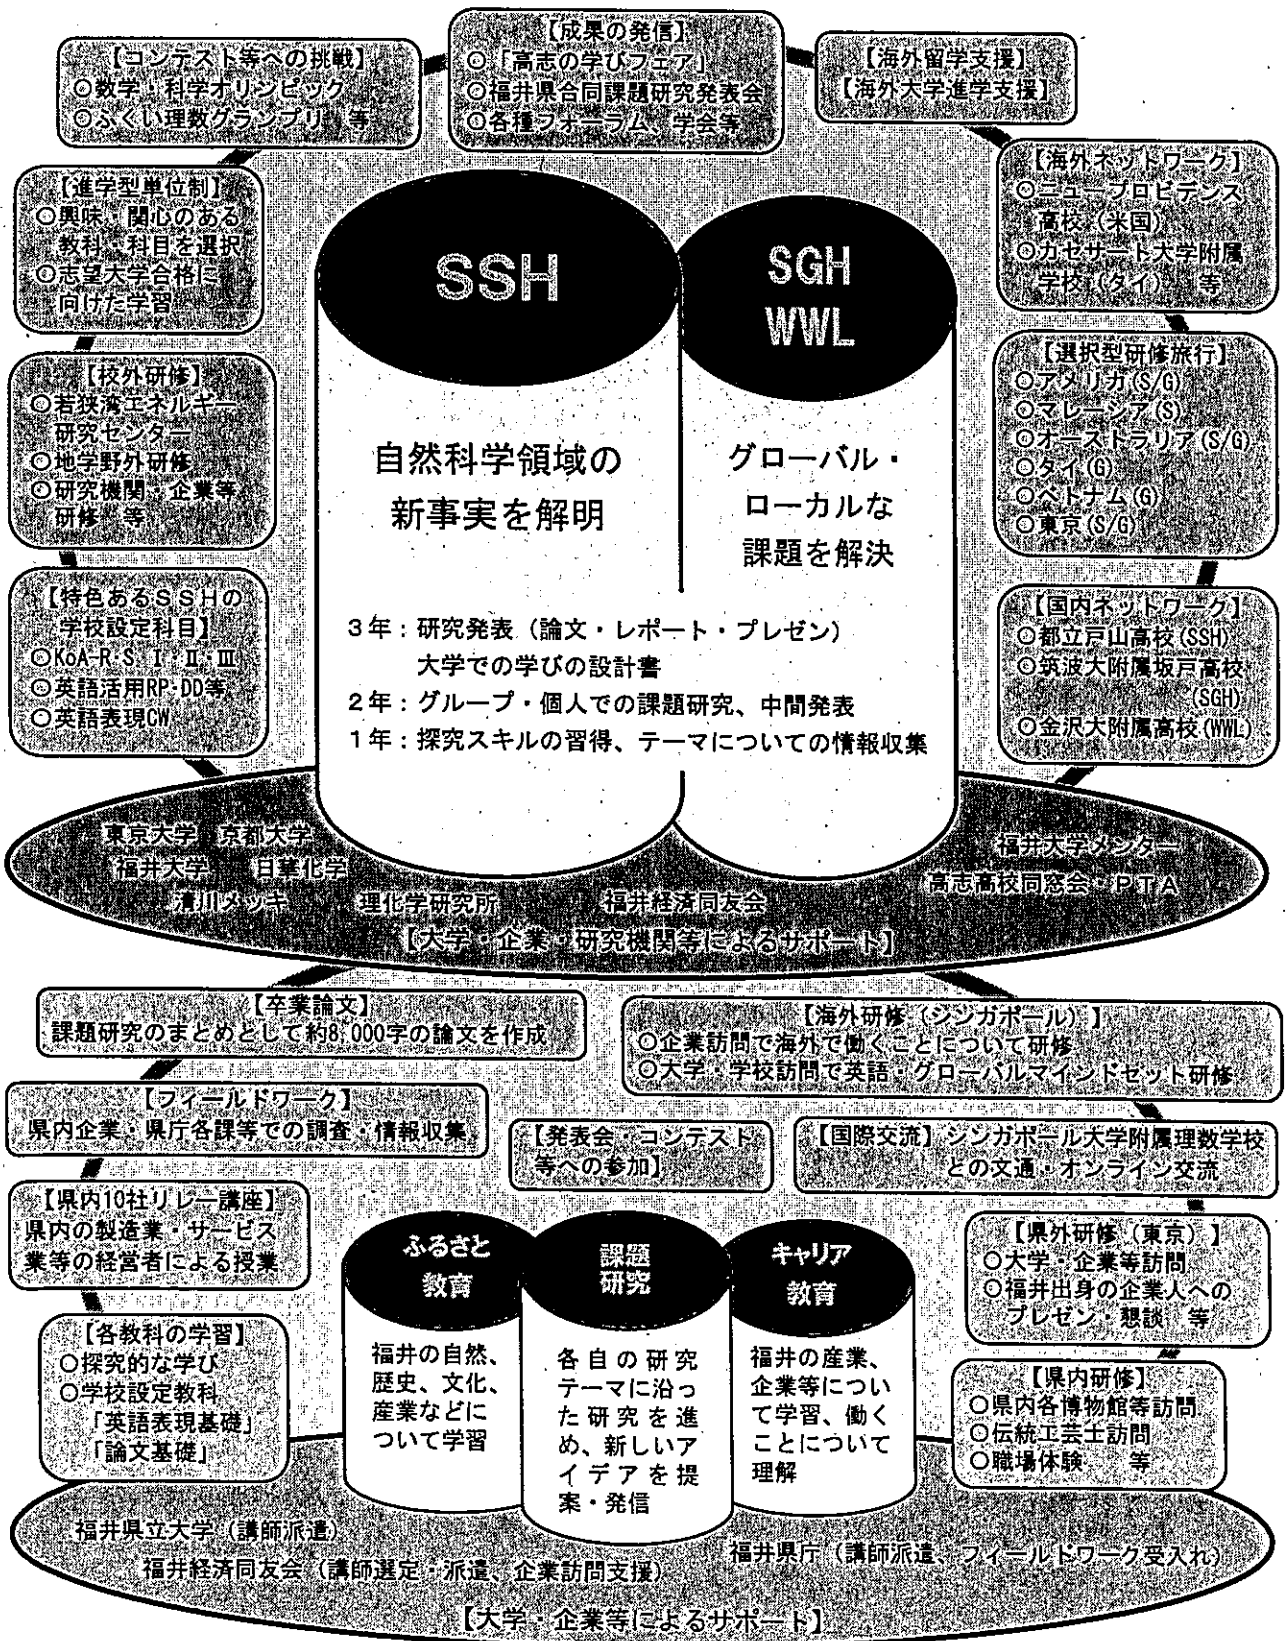 【コンテスト等への挑戦】
○数学・科学オリンピック
○ふくい理数グランプリ 等
【成果の発信】
○「高志の学びフェア」
○福井県合同課題研究発表会
○各種フォーラム、学会等
【海外留学支援】
【海外大学進学支援】
【進学型単位制】
○興味・関心のある
教科・科目を選択
○志望大学合格に
向けた学習
【海外ネットワーク】
○ニュープロビデンス
高校(米国)
○カセサート大学附属
学校(タイ) 等
SSH
SGH
WWL
【校外研修】
○若狭湾エネルギー
研究センター
○地学野外研修
○研究機関・企業等
研修 等
【選択型研修旅行】
○アメリカ(S/G)
○マレーシア(S)
○オーストラリア(S/G)
○タイ(G)
○ベトナム(G)
○東京(S/G)
自然科学領域の
新事実を解明
グローバル・
ローカルな
課題を解決
【特色あるSSHの
学校設定科目】
○KoA-R・S Ⅰ・Ⅱ・Ⅲ
○英語活用RP・DD等
○英語表現CW
【国内ネットワーク】
○都立戸山高校(SSH)
○筑波大附属坂戸高校
(SGH)
○金沢大附属高校(WWL)
3年:研究発表(論文・レポート・プレゼン)
大学での学びの設計書
2年:グループ・個人での課題研究、中間発表
1年:探究スキルの習得、テーマについての情報収集
東京大学 京都大学
福井大学 日華化学
清川メッキ 理化学研究所 福井経済同友会
福井大学メンター
高志高校同窓会・PTA
【大学・企業・研究機関等によるサポート】
【卒業論文】
課題研究のまとめとして約8,000字の論文を作成
【海外研修(シンガポール)】
○企業訪問で海外で働くことについて研修
○大学・学校訪問で英語・グローバルマインドセット研修
【フィールドワーク】
県内企業・県庁各課等での調査・情報収集
【発表会・コンテスト
等への参加】
【国際交流】シンガポール大学附属理数学校
との文通・オンライン交流
【県内10社リレー講座】
県内の製造業・サービス
業等の経営者による授業
ふるさと
教育
課題
研究
キャリア
教育
【県外研修(東京)】
○大学・企業等訪問
○福井出身の企業人への
プレゼン・懇談 等
【各教科の学習】
○探究的な学び
○学校設定教科
「英語表現基礎」
「論文基礎」
福井の自然、
歴史、文化、
産業などに
ついて学習
各自の研究
テーマに沿っ
た研究を進
め、新しいア
イデアを提
案・発信
福井の産業、
企業等につい
て学習、働く
ことについて
理解
【県内研修】
○県内各博物館等訪問
○伝統工芸士訪問
○職場体験 等
福井県立大学(講師派遣)
福井経済同友会(講師選定・派遣、企業訪問支援)
福井県庁(講師派遣、フィールドワーク受入れ)
【大学・企業等によるサポート】